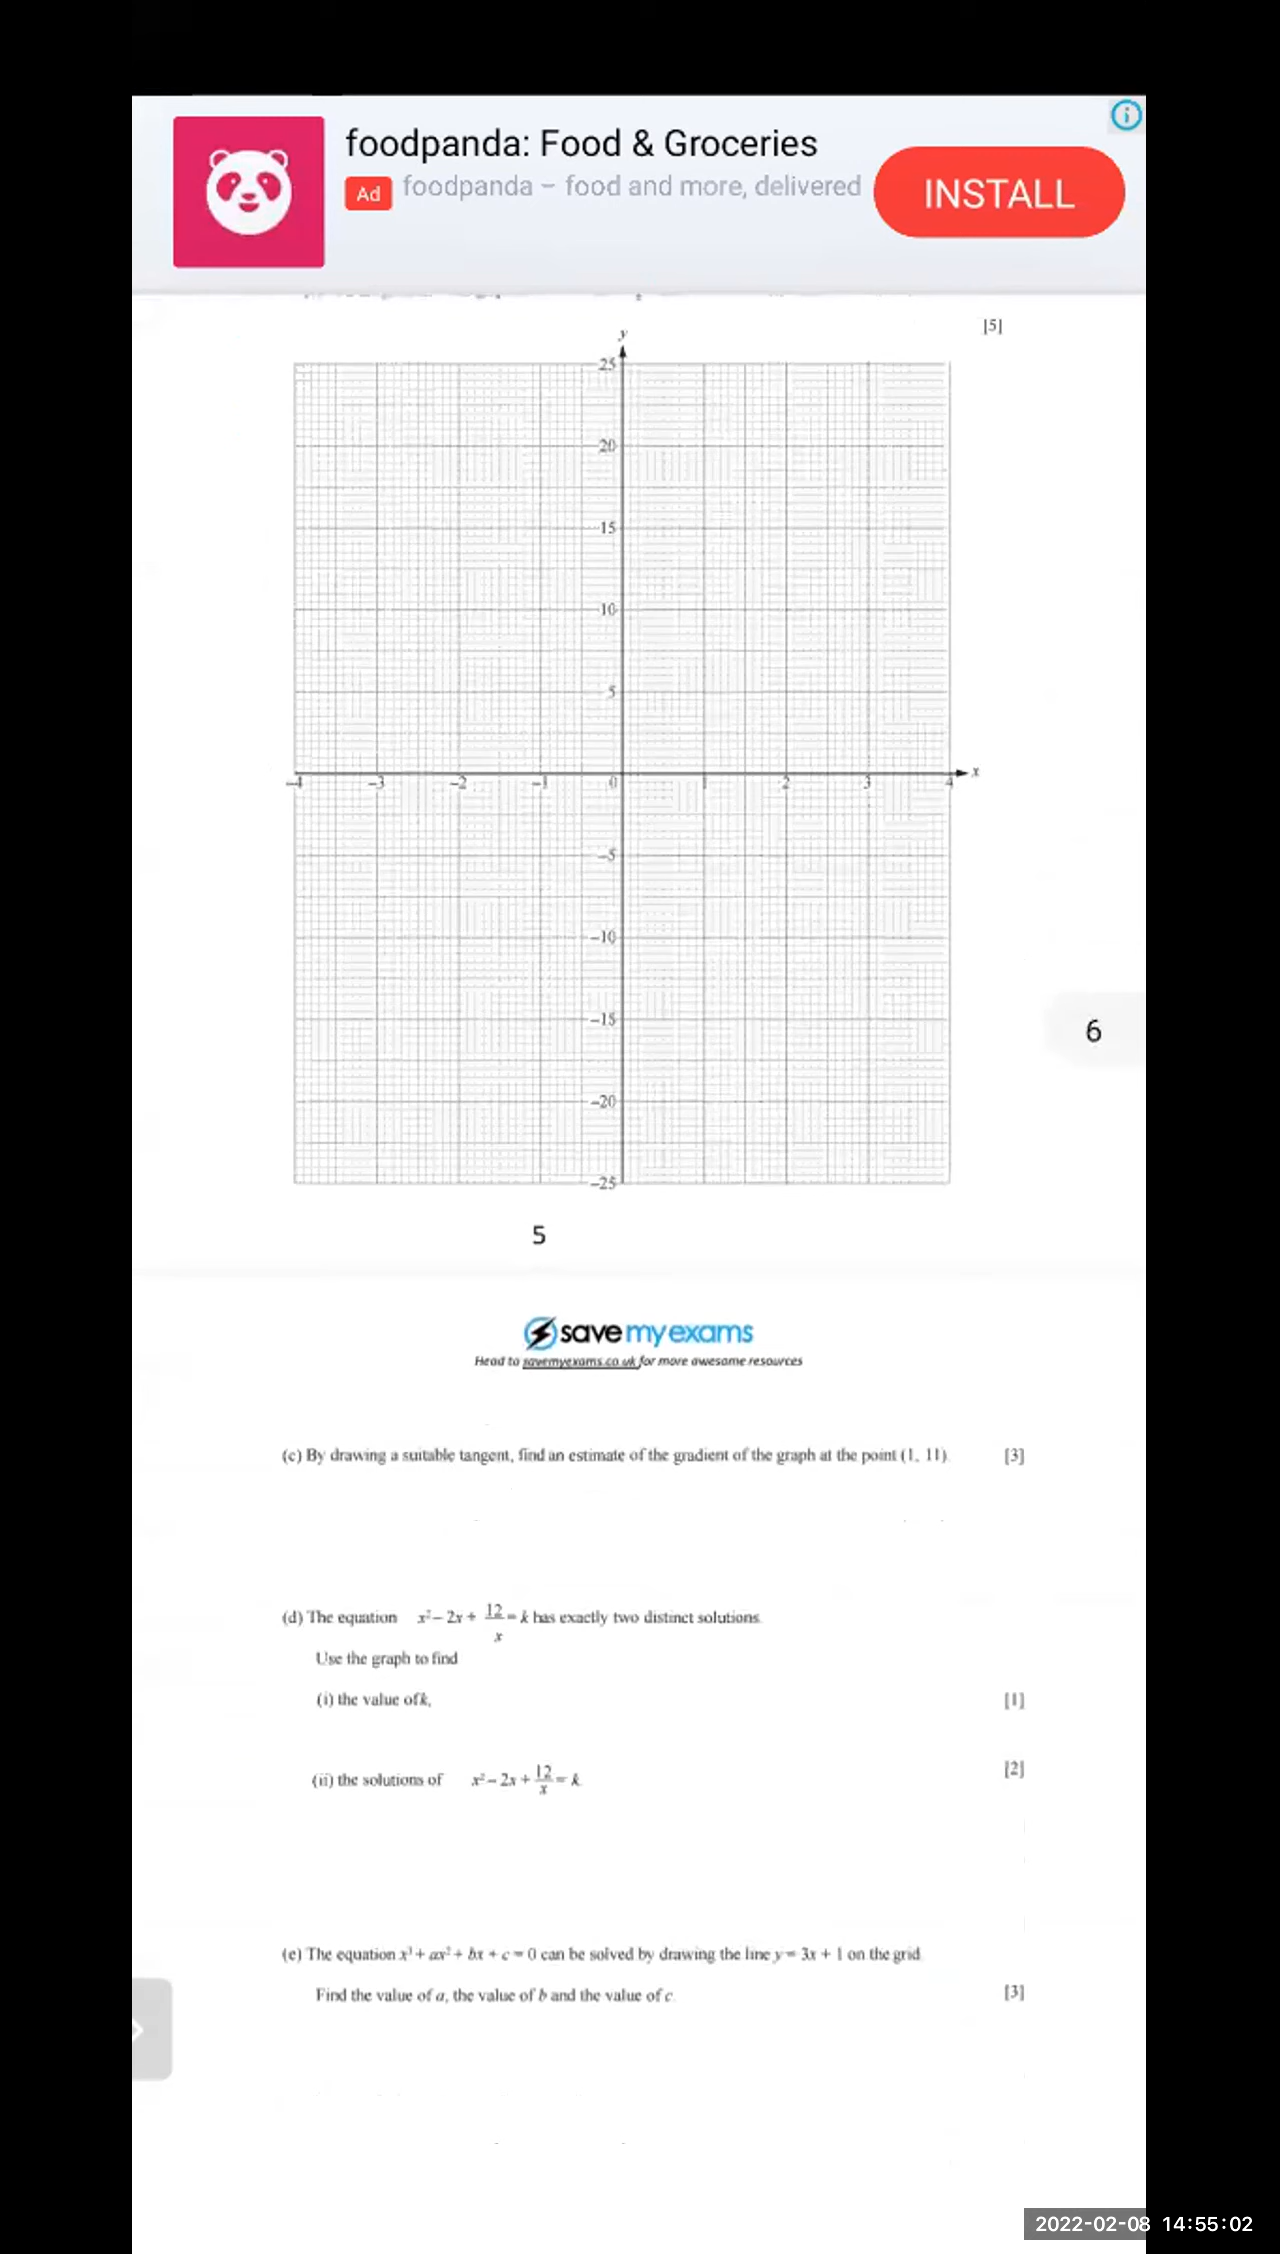 foodpanda: Food & Groceries
Ad foodpanda – food and more, delivered
INSTALL
[5]
y
25
20
15
10
5
-4 -3 -2 -1 0 1 2 3 4 x
-5
-10
-15
-20
-25
6
5
save my exams
Head to savemyexams.co.uk for more awesome resources
(c) By drawing a suitable tangent, find an estimate of the gradient of the graph at the point (1, 11). [3]
(d) The equation x² – 2x + 12/x = k has exactly two distinct solutions.
Use the graph to find
(i) the value of k, [1]
(ii) the solutions of x² – 2x + 12/x = k. [2]
(e) The equation x³ + ax² + bx + c = 0 can be solved by drawing the line y = 3x + 1 on the grid.
Find the value of a, the value of b and the value of c. [3]
2022-02-08 14:55:02